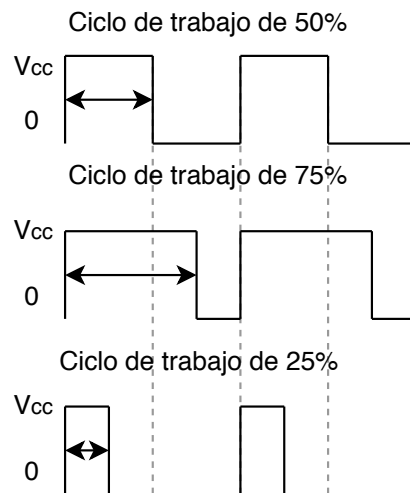 Ciclo de trabajo de 50%
Vcc
0
Ciclo de trabajo de 75%
Vcc
0
Ciclo de trabajo de 25%
Vcc
0